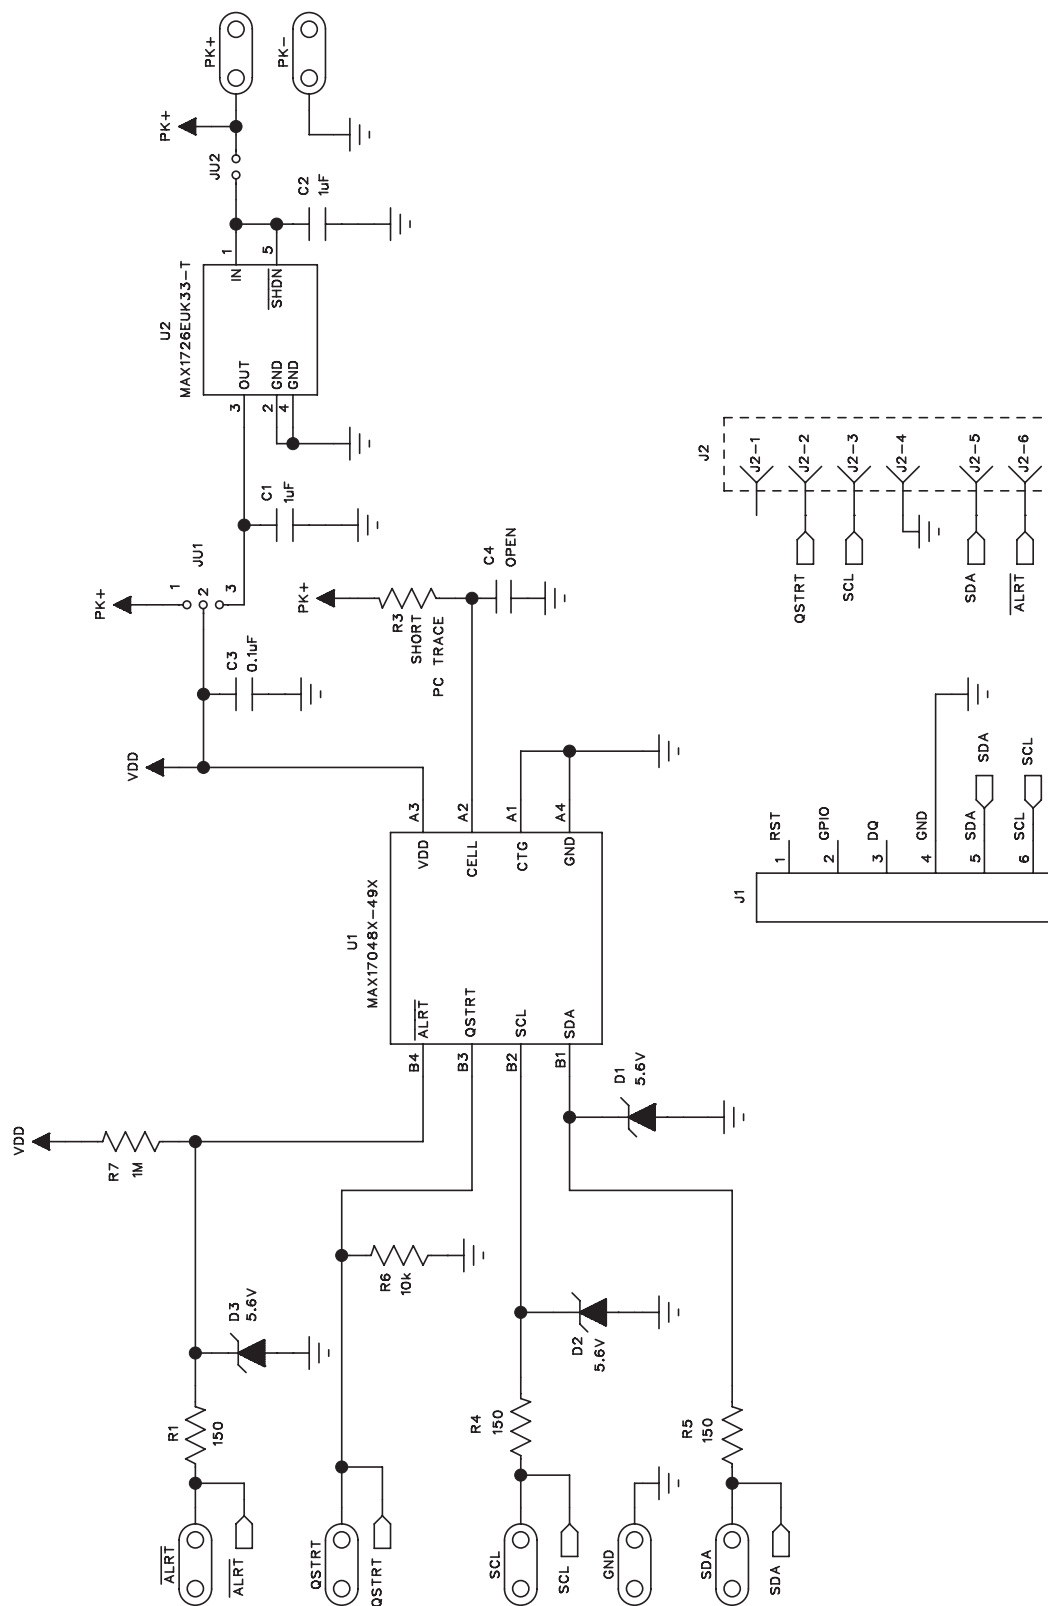 PK+
PK-
PK+
JU2
C2
1uF
1
IN
5
SHDN
U2
MAX1726EUK33-T
OUT
3
GND
2
GND
4
C1
1uF
JU1
PK+
1
2
3
C3
0.1uF
VDD
PK+
R3
SHORT
PC TRACE
C4
OPEN
A3
VDD
A2
CELL
A1
CTG
A4
GND
U1
MAX17048X-49X
ALRT
B4
QSTRT
B3
SCL
B2
SDA
B1
D1
5.6V
VDD
R7
1M
R6
10k
D3
5.6V
D2
5.6V
R1
150
R4
150
R5
150
ALRT
ALRT
QSTRT
QSTRT
SCL
SCL
GND
SDA
SDA
J2
J2-1
J2-2
QSTRT
J2-3
SCL
J2-4
J2-5
SDA
J2-6
ALRT
J1
1
RST
2
GPIO
3
DQ
4
GND
5
SDA
SDA
6
SCL
SCL